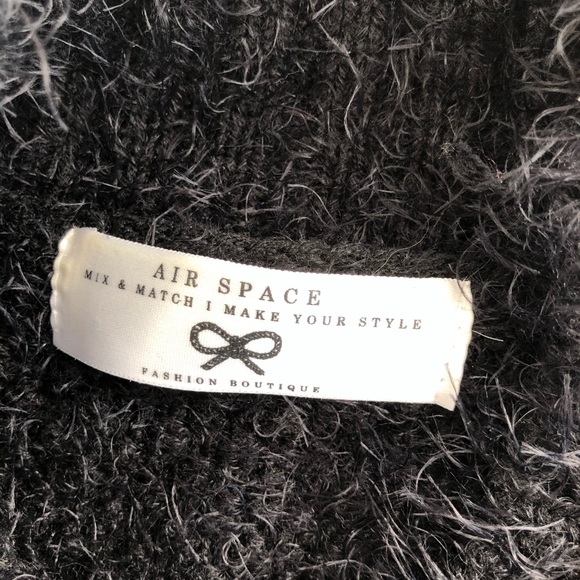 AIR SPACE
MIX & MATCH I MAKE YOUR STYLE
FASHION BOUTIQUE